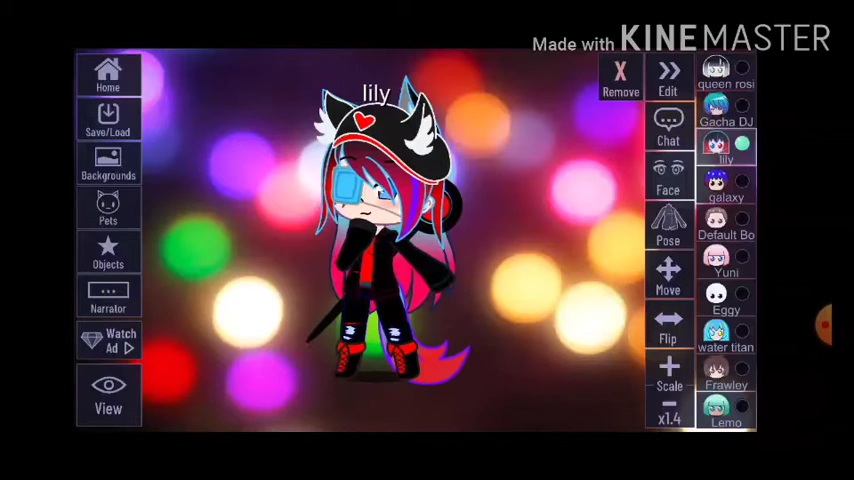 Made with KINEMASTER
lily
Home
Save/Load
Backgrounds
Pets
Objects
Narrator
Watch
Ad
View
X
Remove
Edit
Chat
Face
Pose
Move
Flip
Scale
x1.4
queen rosi
Gacha DJ
lily
galaxy
Default Bo
Yuni
Eggy
water titan
Frawley
Lemo